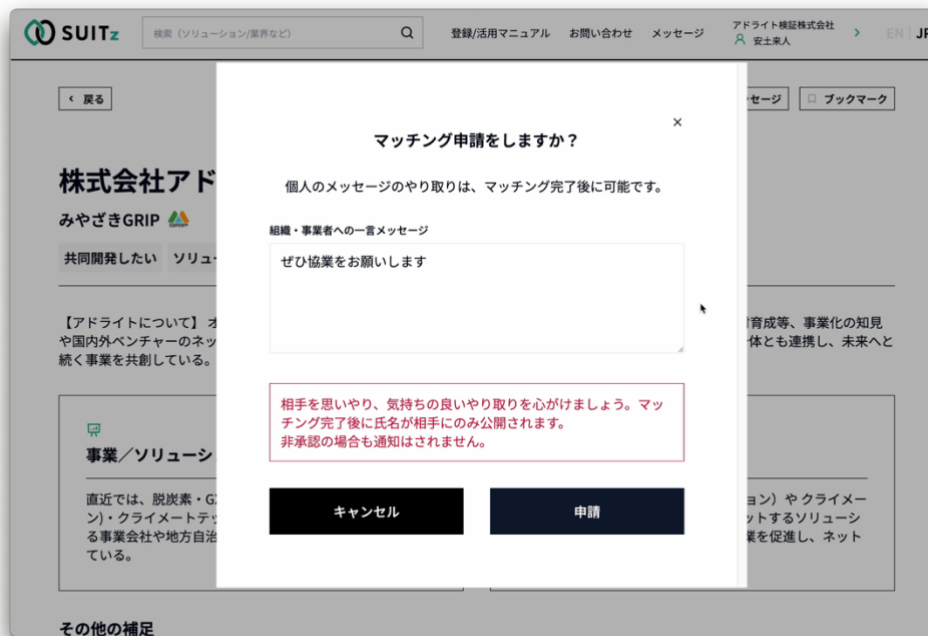 SUITz
検索（ソリューション/業界など）
登録/活用マニュアル
お問い合わせ
メッセージ
アドライト検証株式会社
安土来人
EN | JP
戻る
セージ
ブックマーク
株式会社アド
みやざきGRIP
共同開発したい
ソリュー
【アドライトについて】 オ
や国内外ベンチャーのネッ
続く事業を共創している。
育成等、事業化の知見
体とも連携し、未来へと
事業／ソリューシ
直近では、脱炭素・G
ン)・クライメートテッ
る事業会社や地方自治
ている。
ョン）や クライメー
ットするソリューシ
業を促進し、ネット
その他の補足
×
マッチング申請をしますか？
個人のメッセージのやり取りは、マッチング完了後に可能です。
組織・事業者への一言メッセージ
ぜひ協業をお願いします
相手を思いやり、気持ちの良いやり取りを心がけましょう。マッ
チング完了後に氏名が相手にのみ公開されます。
非承認の場合も通知はされません。
キャンセル
申請